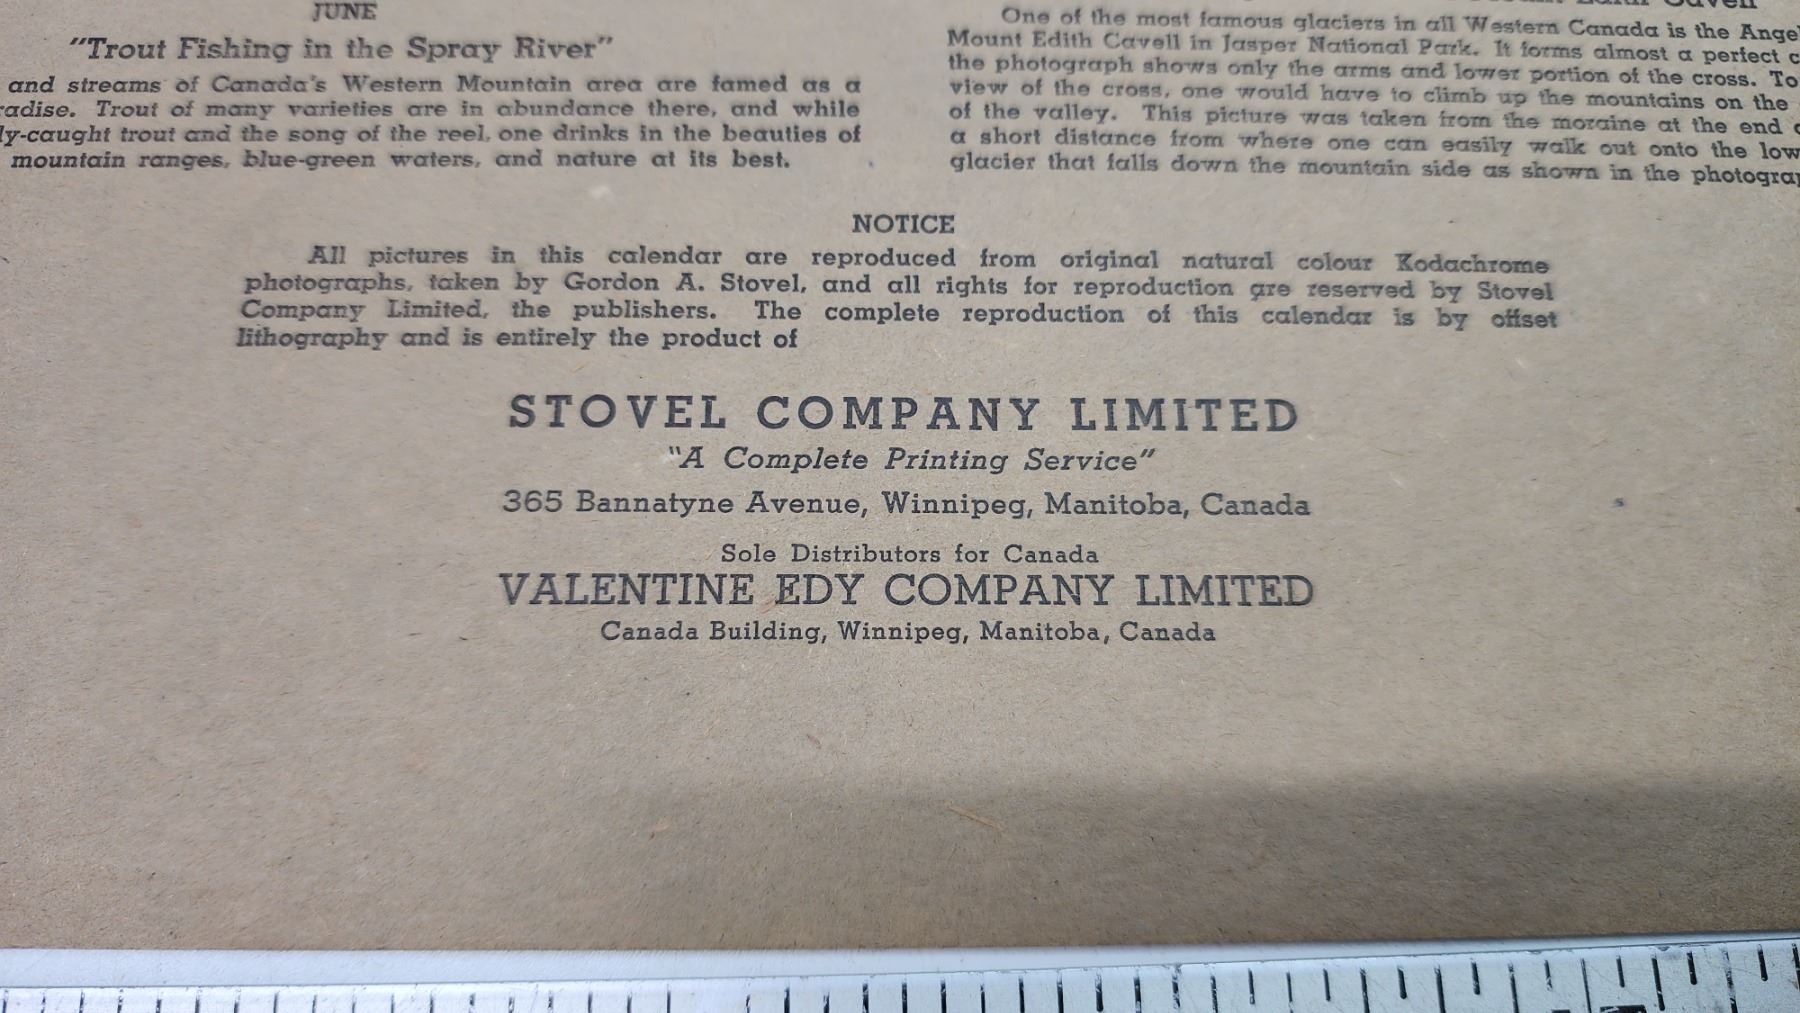 JUNE
"Trout Fishing in the Spray River"
and streams of Canada's Western Mountain area are famed as a
Trout of many varieties are in abundance there, and while
trout and the song of the reel, one drinks in the beauties of
mountain ranges, blue-green waters, and nature at its best.
One of the most famous glaciers in all Western Canada is the
Mount Edith Cavell in Jasper National Park. It forms almost a perfect
the photograph shows only the arms and lower portion of the cross. To
view of the cross, one would have to climb up the mountains on the
of the valley. This picture was taken from the moraine at the end
a short distance from where one can easily walk out onto the
glacier that falls down the mountain side as shown in the
NOTICE
All pictures in this calendar are reproduced from original natural colour Kodachrome
photographs, taken by Gordon A. Stovel, and all rights for reproduction are reserved by Stovel
Company Limited, the publishers. The complete reproduction of this calendar is by offset
lithography and is entirely the product of
STOVEL COMPANY LIMITED
"A Complete Printing Service"
365 Bannatyne Avenue, Winnipeg, Manitoba, Canada
Sole Distributors for Canada
VALENTINE EDY COMPANY LIMITED
Canada Building, Winnipeg, Manitoba, Canada